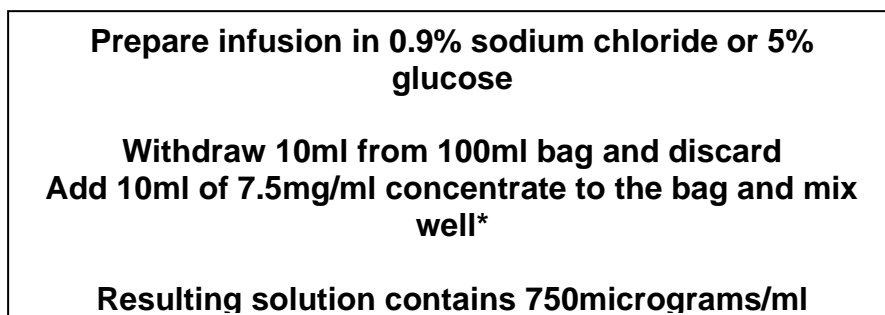 Prepare infusion in 0.9% sodium chloride or 5%
glucose
Withdraw 10ml from 100ml bag and discard
Add 10ml of 7.5mg/ml concentrate to the bag and mix
well*
Resulting solution contains 750micrograms/ml